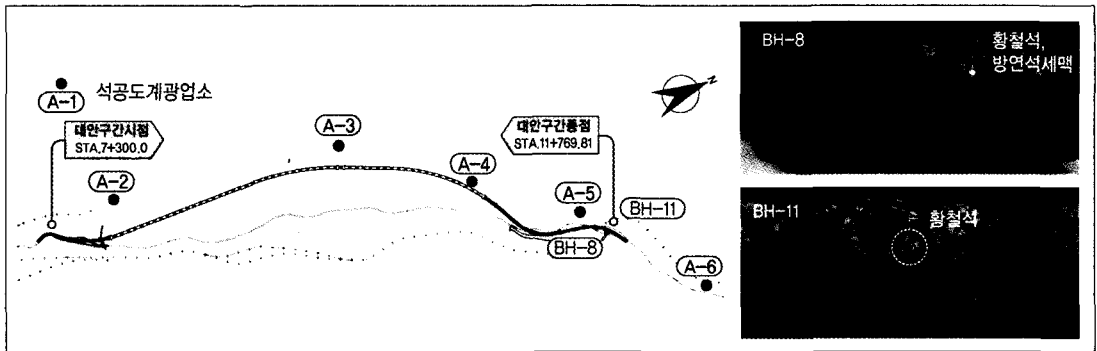 A-1
석공도계광업소
대안구간시점
STA.7+300.0
A-2
A-3
A-4
대안구간종점
STA.11+769.81
A-5
BH-11
BH-8
A-6
N
BH-8
황철석,
방연석세맥
BH-11
황철석